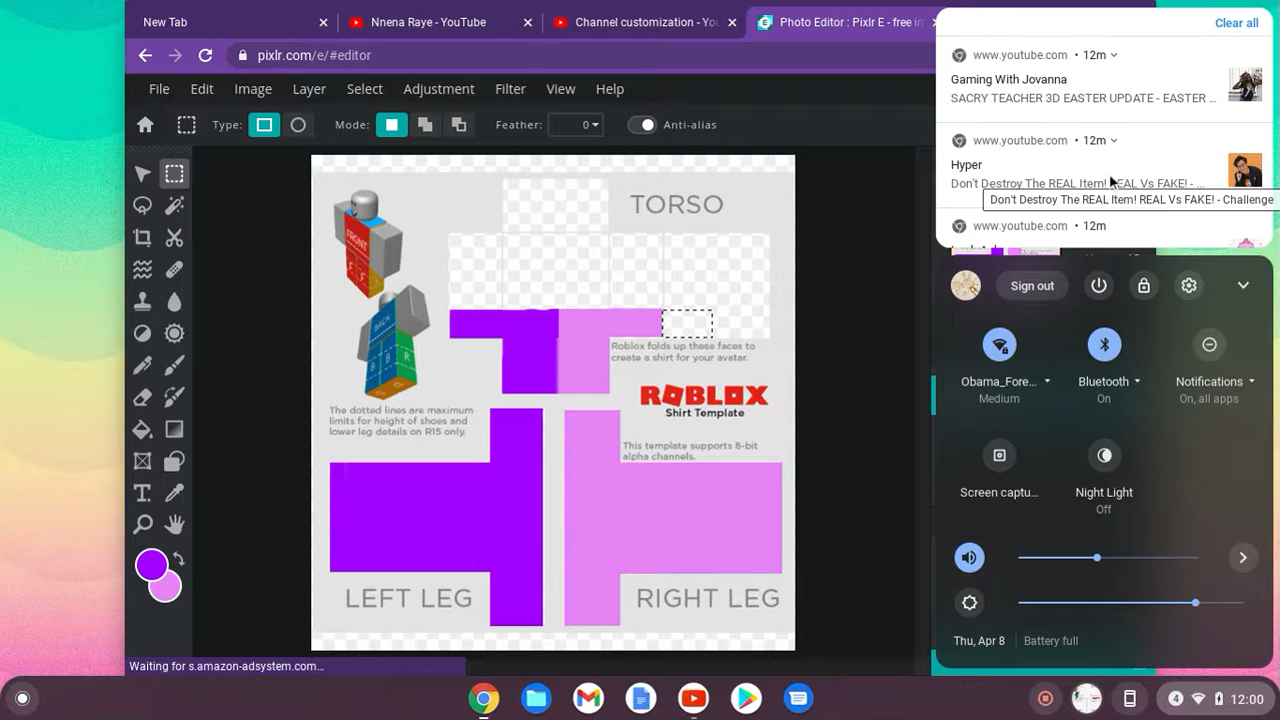 New Tab
Nnena Raye - YouTube
Channel customization - Yo
Photo Editor : Pixlr E - free in
pixlr.com/e/#editor
File Edit Image Layer Select Adjustment Filter View Help
Type: Mode: Feather: 0 Anti-alias
TORSO
FRONT
BACK
B
B
R
Roblox folds up these faces to
create a shirt for your avatar.
ROBLOX
Shirt Template
The dotted lines are maximum
limits for height of shoes and
lower leg details on R15 only.
This template supports 8-bit
alpha channels.
LEFT LEG
RIGHT LEG
Waiting for s.amazon-adsystem.com...
Clear all
www.youtube.com • 12m
Gaming With Jovanna
SACRY TEACHER 3D EASTER UPDATE - EASTER ...
www.youtube.com • 12m
Hyper
Don't Destroy The REAL Item! REAL Vs FAKE! - ...
Don't Destroy The REAL Item! REAL Vs FAKE! - Challenge
www.youtube.com • 12m
Sign out
Obama_Fore...
Medium
Bluetooth
On
Notifications
On, all apps
Screen captu...
Night Light
Off
Thu, Apr 8
Battery full
4
12:00